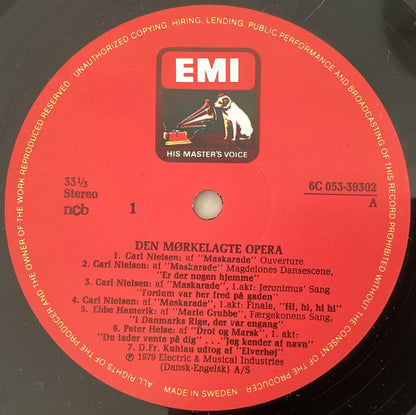 UNAUTHORIZED COPYING, HIRING, LENDING, PUBLIC PERFORMANCE AND BROADCASTING OF THIS RECORD PROHIBITED WITHOUT THE CONSENT OF THE PRODUCER
ALL RIGHTS OF THE PRODUCER AND THE OWNER OF THE WORK REPRODUCED RESERVED
EMI
HIS MASTER'S VOICE
33⅓
Stereo
ncb
1
6C 053-39302
A
DEN MØRKELAGTE OPERA
1. Carl Nielsen: af "Maskarade" Ouverture
2. Carl Nielsen: af "Maskarade" Magdelones Dansescene,
"Er der nogen hjemme"
3. Carl Nielsen: af "Maskarade", 1.akt: Jeronimus' Sang
"Fordum var her fred på gaden"
4. Carl Nielsen: af "Maskarade", 1.akt: Finale, "Hi, hi, hi, hi"
5. Ebbe Hamerik: af "Marie Grubbe", Færgekonens Sang,
"I Danmarks Rige, der var engang"
6. Peter Heise: af "Drot og Marsk", 1.akt:
"Du lader vente på dig" ..."Jeg kender af navn"
7. D.Fr. Kuhlau udtog af "Elverhøj"
℗ 1979 Electric & Musical Industries
(Dansk-Engelsk) A/S
MADE IN SWEDEN